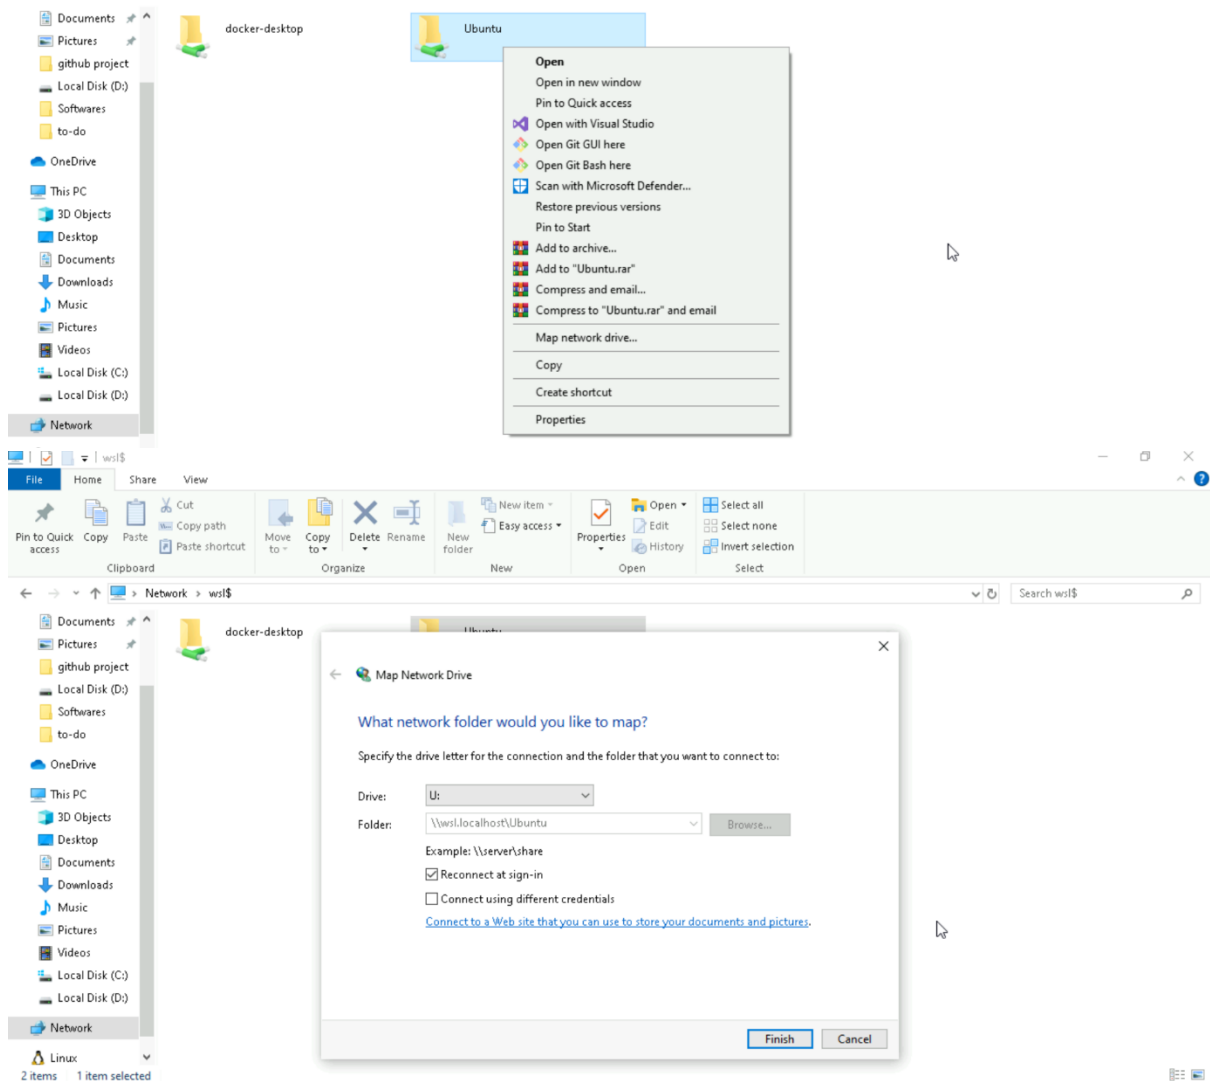 Documents
Pictures
github project
Local Disk (D:)
Softwares
to-do
OneDrive
This PC
3D Objects
Desktop
Documents
Downloads
Music
Pictures
Videos
Local Disk (C:)
Local Disk (D:)
Network
docker-desktop
Ubuntu
Open
Open in new window
Pin to Quick access
Open with Visual Studio
Open Git GUI here
Open Git Bash here
Scan with Microsoft Defender...
Restore previous versions
Pin to Start
Add to archive...
Add to "Ubuntu.rar"
Compress and email...
Compress to "Ubuntu.rar" and email
Map network drive...
Copy
Create shortcut
Properties
wsl$
File Home Share View
Pin to Quick access
Copy
Paste
Cut
Copy path
Paste shortcut
Clipboard
Move to
Copy to
Delete
Rename
Organize
New folder
New item
Easy access
New
Properties
Open
Edit
History
Open
Select all
Select none
Invert selection
Select
Network > wsl$
Search wsl$
Documents
Pictures
github project
Local Disk (D:)
Softwares
to-do
OneDrive
This PC
3D Objects
Desktop
Documents
Downloads
Music
Pictures
Videos
Local Disk (C:)
Local Disk (D:)
Network
Linux
docker-desktop
Ubuntu
Map Network Drive
What network folder would you like to map?
Specify the drive letter for the connection and the folder that you want to connect to:
Drive: U:
Folder: \\wsl.localhost\Ubuntu Browse...
Example: \\server\share
Reconnect at sign-in
Connect using different credentials
Connect to a Web site that you can use to store your documents and pictures.
Finish Cancel
2 items 1 item selected